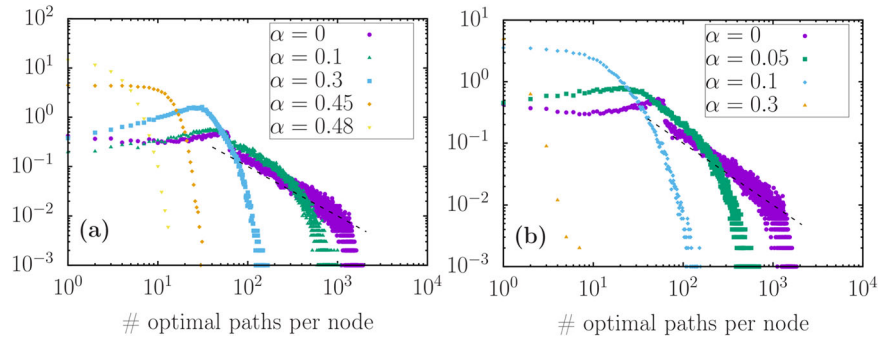 10^2
10^1
10^0
10^-1
10^-2
10^-3
10^0
10^1
10^2
10^3
10^4
α = 0
α = 0.1
α = 0.3
α = 0.45
α = 0.48
(a)
# optimal paths per node
10^1
10^0
10^-1
10^-2
10^-3
10^0
10^1
10^2
10^3
10^4
α = 0
α = 0.05
α = 0.1
α = 0.3
(b)
# optimal paths per node